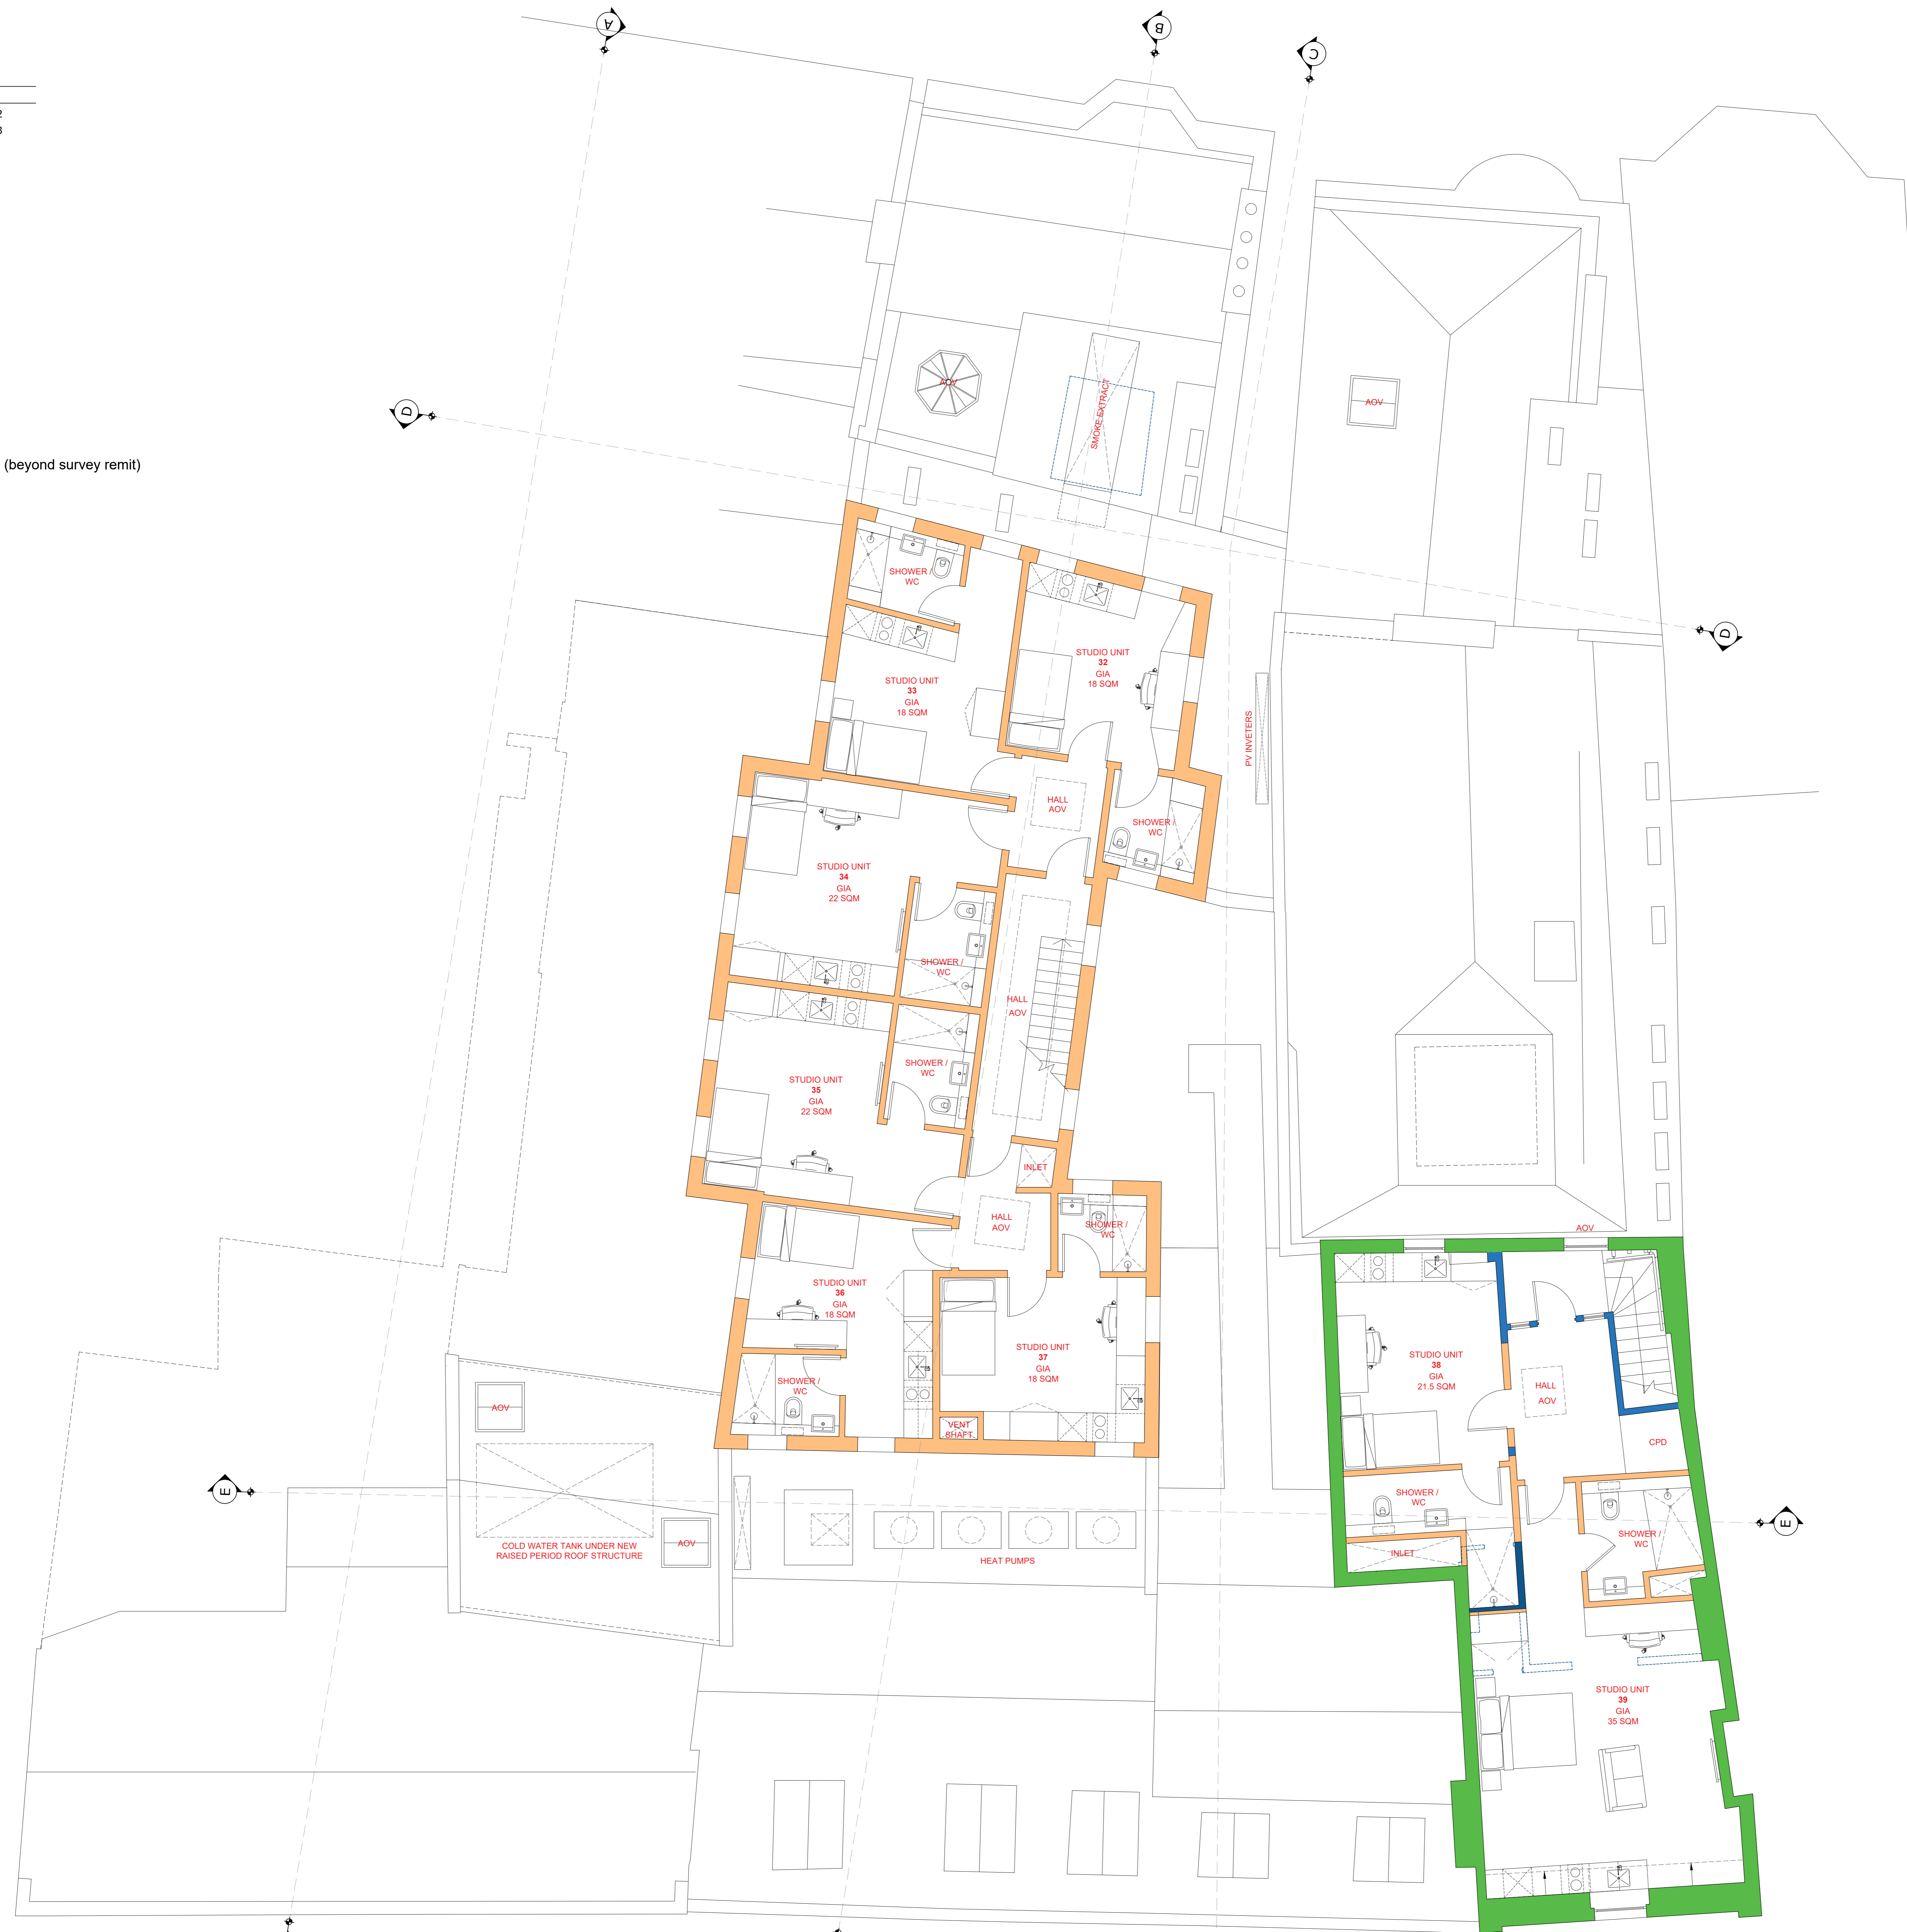 A
B
C
2
3
AOV
SMOKE EXTRACT
AOV
D
(beyond survey remit)
SHOWER /
WC
D
STUDIO UNIT
32
GIA
18 SQM
STUDIO UNIT
33
GIA
18 SQM
PV INVETERS
HALL
AOV
SHOWER /
WC
STUDIO UNIT
34
GIA
22 SQM
SHOWER /
WC
HALL
AOV
SHOWER /
WC
STUDIO UNIT
35
GIA
22 SQM
INLET
HALL
AOV
SHOWER /
WC
AOV
STUDIO UNIT
36
GIA
18 SQM
STUDIO UNIT
37
GIA
18 SQM
STUDIO UNIT
38
GIA
21.5 SQM
SHOWER /
WC
HALL
AOV
AOV
VENT
SHAFT
CPD
E
SHOWER /
WC
E
COLD WATER TANK UNDER NEW
RAISED PERIOD ROOF STRUCTURE
AOV
HEAT PUMPS
INLET
SHOWER /
WC
STUDIO UNIT
39
GIA
35 SQM